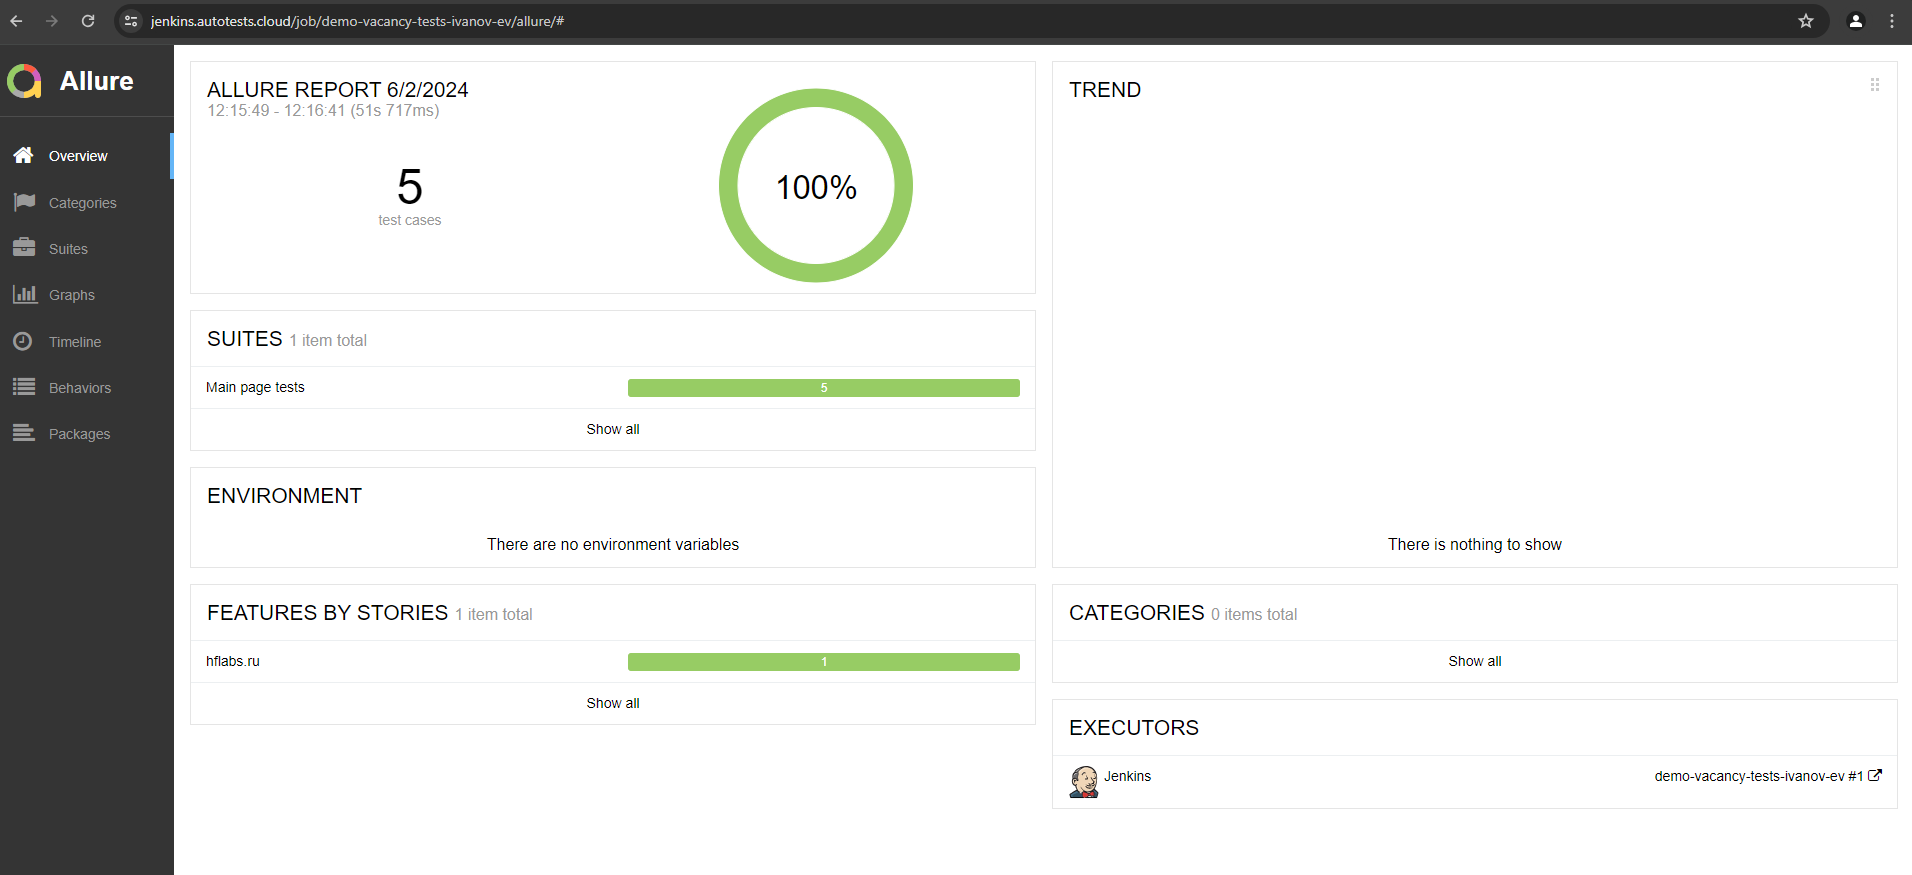 jenkins.autotests.cloud/job/demo-vacancy-tests-ivanov-ev/allure/#
Allure
Overview
Categories
Suites
Graphs
Timeline
Behaviors
Packages
ALLURE REPORT 6/2/2024
12:15:49 - 12:16:41 (51s 717ms)
5
test cases
100%
SUITES 1 item total
Main page tests 5
Show all
ENVIRONMENT
There are no environment variables
FEATURES BY STORIES 1 item total
hflabs.ru 1
Show all
TREND
There is nothing to show
CATEGORIES 0 items total
Show all
EXECUTORS
Jenkins demo-vacancy-tests-ivanov-ev #1